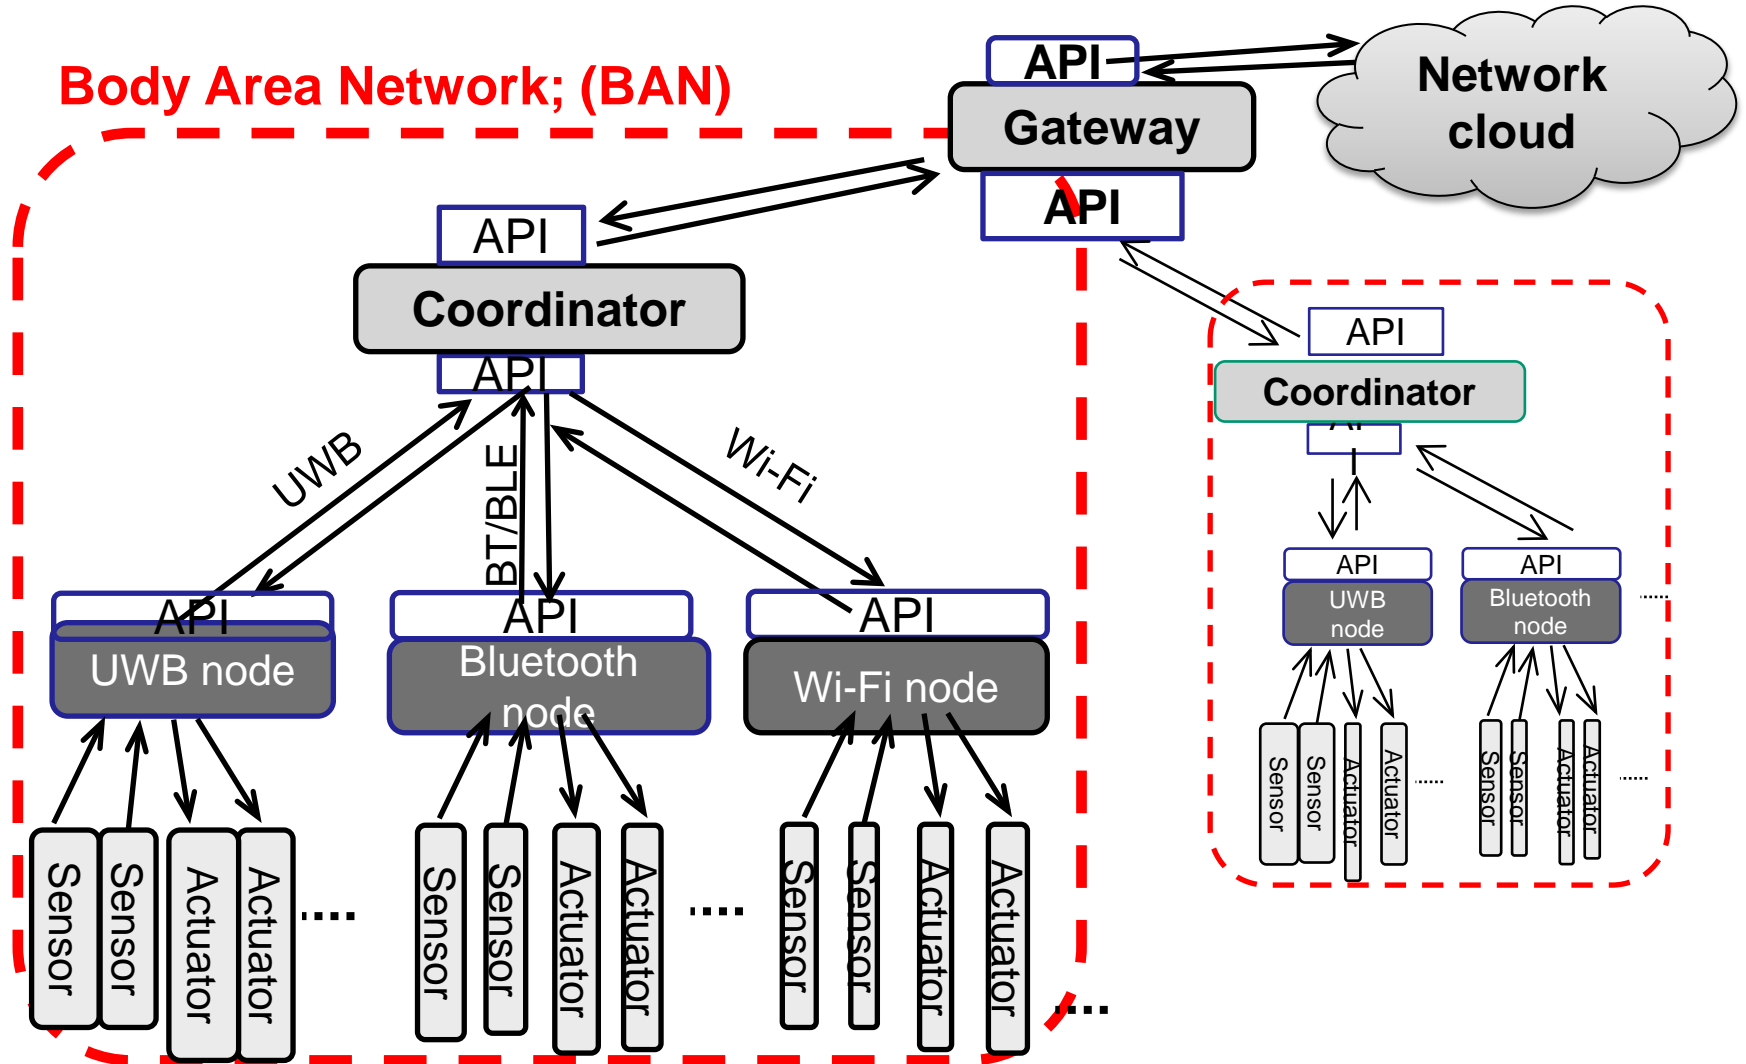 Body Area Network; (BAN)
API
Gateway
API
Network
cloud
API
Coordinator
API
UWB
BT/BLE
Wi-Fi
API
UWB node
API
Bluetooth
node
API
Wi-Fi node
Sensor
Sensor
Actuator
Actuator
.....
Sensor
Sensor
Actuator
Actuator
.....
Sensor
Sensor
Actuator
Actuator
.....
API
Coordinator
API
API
UWB
node
API
Bluetooth
node
......
Sensor
Sensor
Actuator
Actuator
......
Sensor
Sensor
Actuator
Actuator
......